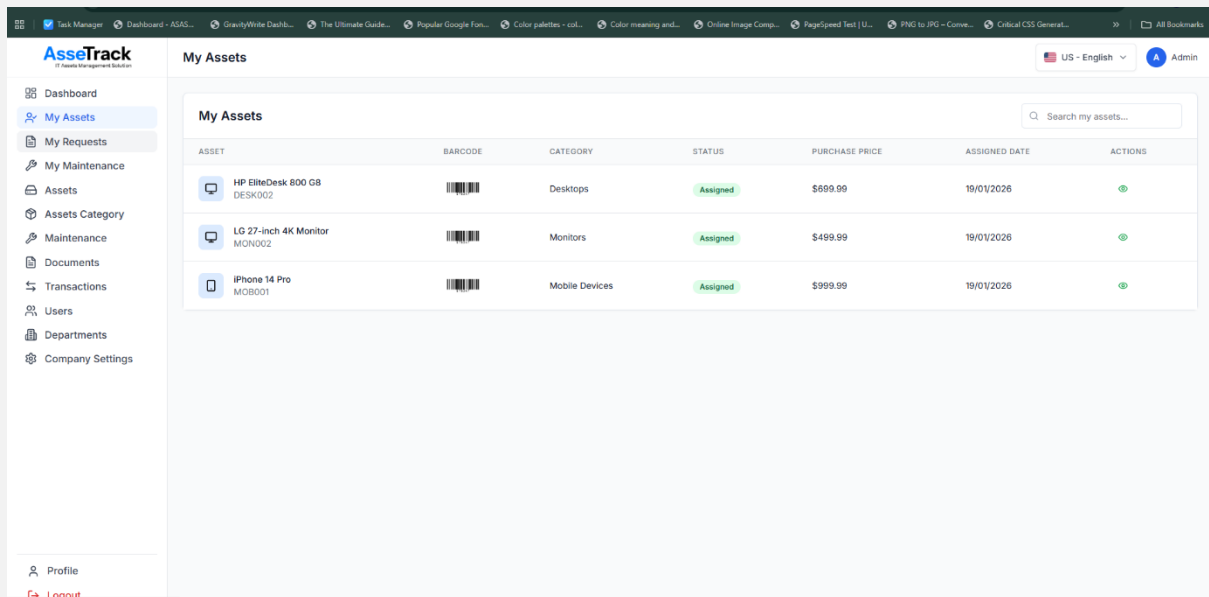 Task Manager Dashboard - ASAS... GravityWrite Dashb... The Ultimate Guide... Popular Google Fon... Color palettes - col... Color meaning and... Online Image Comp... PageSpeed Test | U... PNG to JPG – Conve... Critical CSS Generat... » All Bookmarks
AsseTrack
IT Assets Management Solution
My Assets
US - English
A Admin
Dashboard
My Assets
My Requests
My Maintenance
Assets
Assets Category
Maintenance
Documents
Transactions
Users
Departments
Company Settings
Profile
Logout
My Assets
Search my assets...
ASSET BARCODE CATEGORY STATUS PURCHASE PRICE ASSIGNED DATE ACTIONS
HP EliteDesk 800 G8
DESK002
Desktops Assigned $699.99 19/01/2026
LG 27-inch 4K Monitor
MON002
Monitors Assigned $499.99 19/01/2026
iPhone 14 Pro
MOB001
Mobile Devices Assigned $999.99 19/01/2026